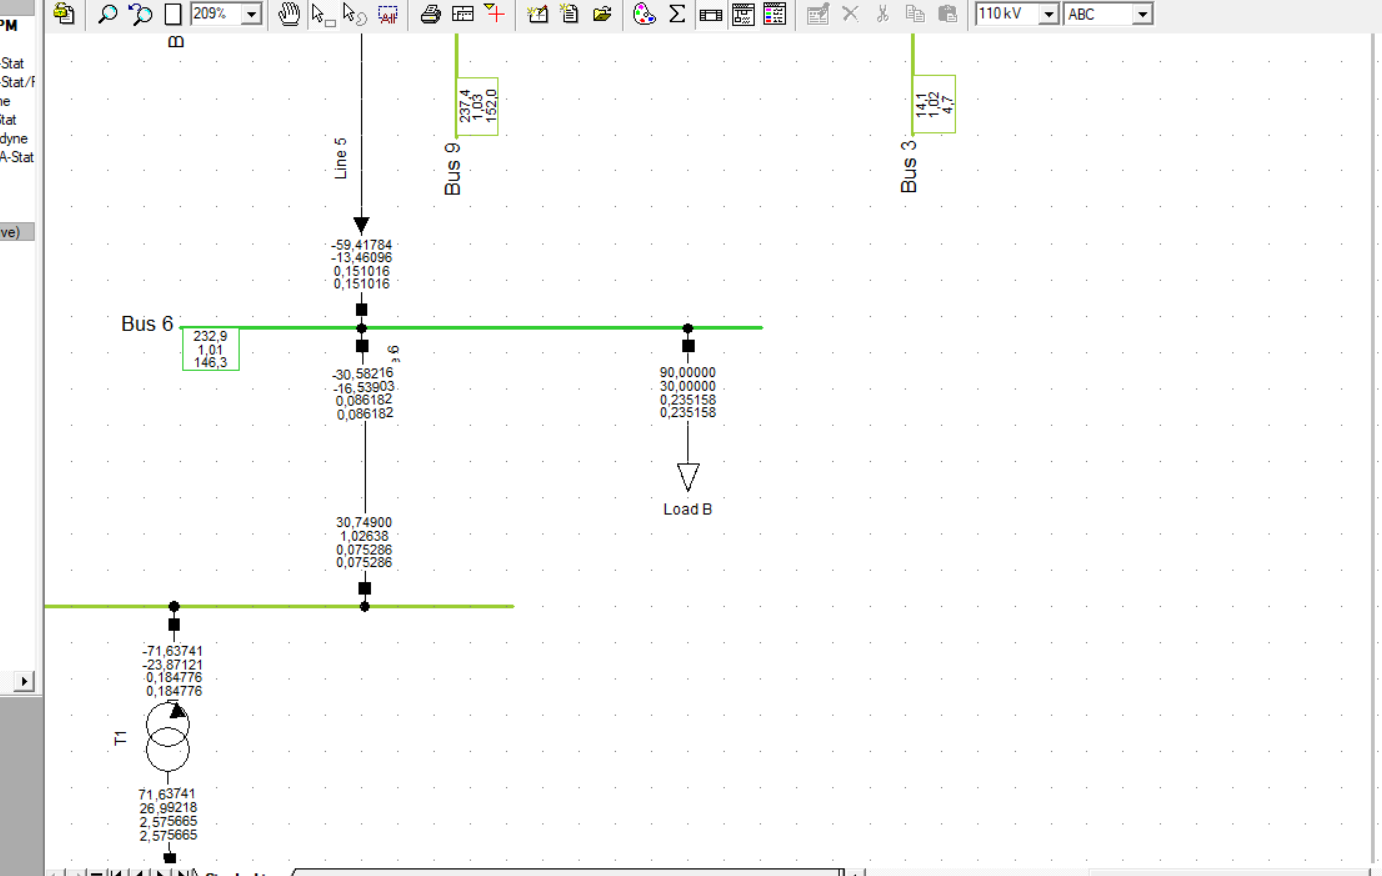 PM
209%
110 kV
ABC
B
-Stat
-Stat/F
ne
Stat
dyne
A-Stat
ve)
Line 5
237,4
1,03
152,0
Bus 9
14,1
1,02
4,7
Bus 3
-59,41784
-13,46096
0,151016
0,151016
Bus 6
232,9
1,01
146,3
-30,58216
-16,53903
0,086182
0,086182
90,00000
30,00000
0,235158
0,235158
Load B
30,74900
1,02638
0,075286
0,075286
-71,63741
-23,87121
0,184776
0,184776
T1
71,63741
26,99218
2,575665
2,575665